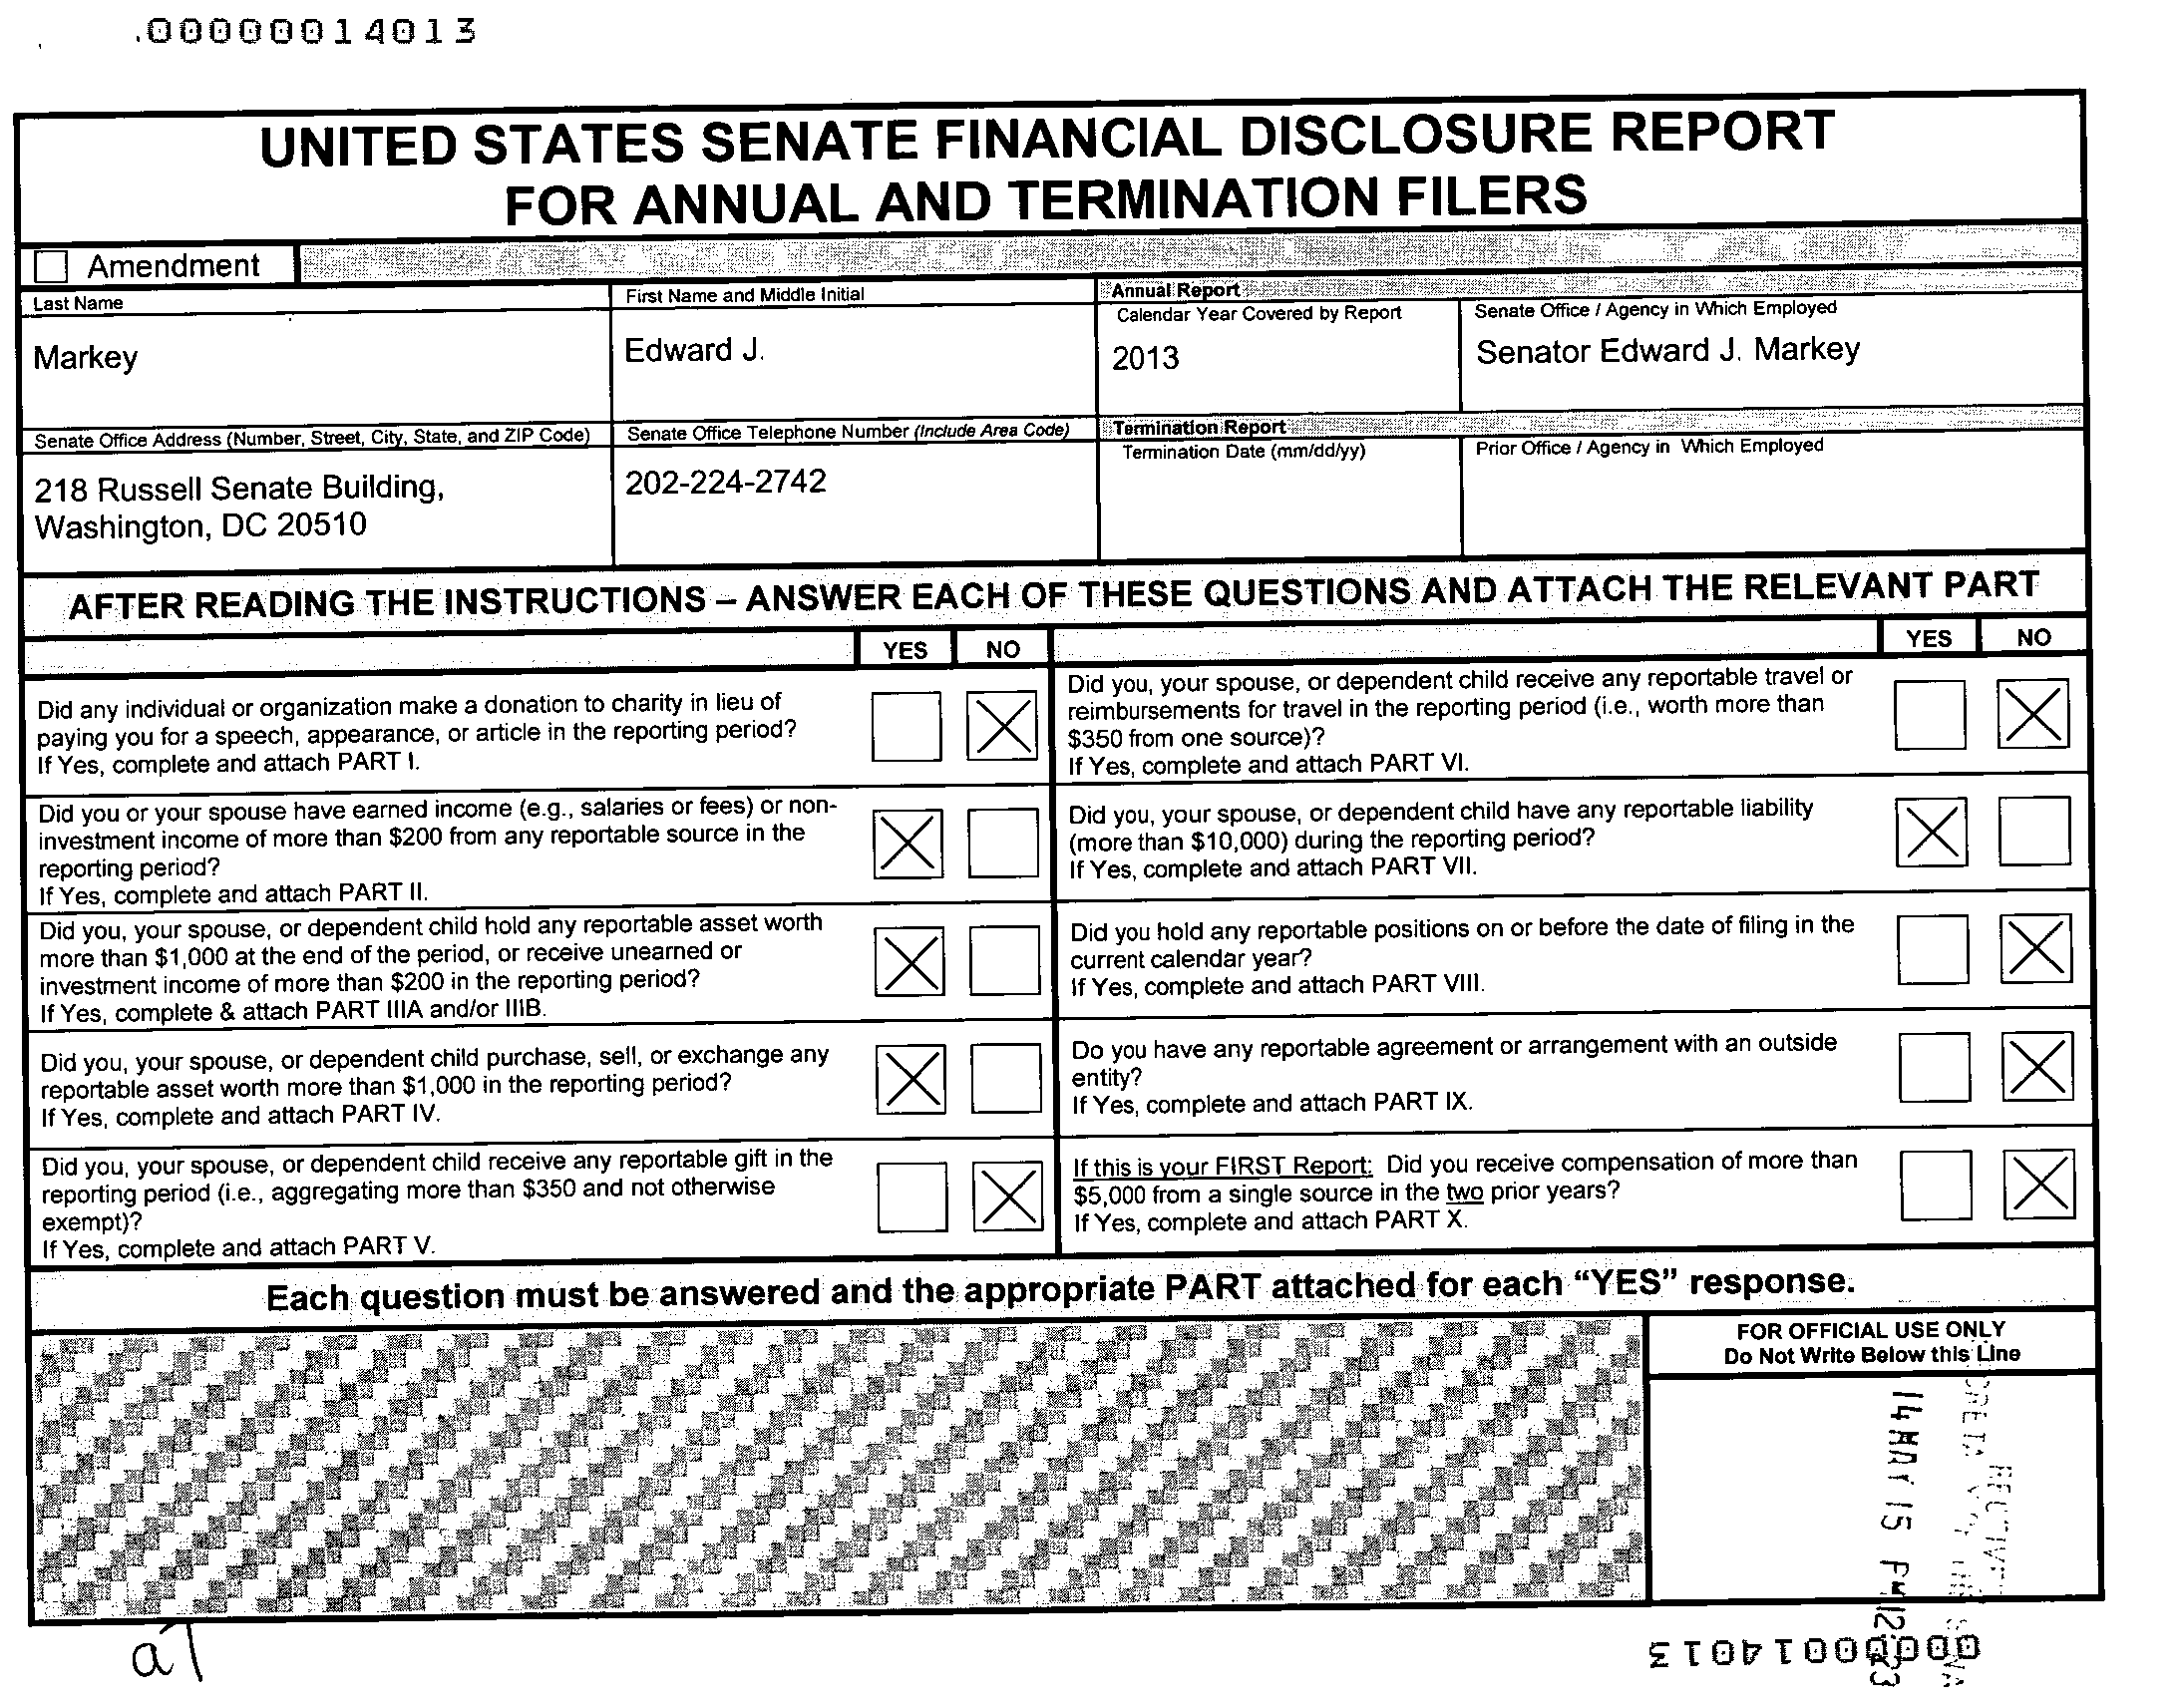 .00000014013
UNITED STATES SENATE FINANCIAL DISCLOSURE REPORT
FOR ANNUAL AND TERMINATION FILERS
Amendment
Last Name
Markey
First Name and Middle Initial
Edward J.
Annual Report
Calendar Year Covered by Report
2013
Senate Office / Agency in Which Employed
Senator Edward J. Markey
Senate Office Address (Number, Street, City, State, and ZIP Code)
218 Russell Senate Building,
Washington, DC 20510
Senate Office Telephone Number (Include Area Code)
202-224-2742
Termination Report
Termination Date (mm/dd/yy)
Prior Office / Agency in Which Employed
AFTER READING THE INSTRUCTIONS – ANSWER EACH OF THESE QUESTIONS AND ATTACH THE RELEVANT PART
YES NO
Did any individual or organization make a donation to charity in lieu of
paying you for a speech, appearance, or article in the reporting period?
If Yes, complete and attach PART I.
Did you or your spouse have earned income (e.g., salaries or fees) or non-
investment income of more than $200 from any reportable source in the
reporting period?
If Yes, complete and attach PART II.
Did you, your spouse, or dependent child hold any reportable asset worth
more than $1,000 at the end of the period, or receive unearned or
investment income of more than $200 in the reporting period?
If Yes, complete & attach PART IIIA and/or IIIB.
Did you, your spouse, or dependent child purchase, sell, or exchange any
reportable asset worth more than $1,000 in the reporting period?
If Yes, complete and attach PART IV.
Did you, your spouse, or dependent child receive any reportable gift in the
reporting period (i.e., aggregating more than $350 and not otherwise
exempt)?
If Yes, complete and attach PART V.
YES NO
Did you, your spouse, or dependent child receive any reportable travel or
reimbursements for travel in the reporting period (i.e., worth more than
$350 from one source)?
If Yes, complete and attach PART VI.
Did you, your spouse, or dependent child have any reportable liability
(more than $10,000) during the reporting period?
If Yes, complete and attach PART VII.
Did you hold any reportable positions on or before the date of filing in the
current calendar year?
If Yes, complete and attach PART VIII.
Do you have any reportable agreement or arrangement with an outside
entity?
If Yes, complete and attach PART IX.
If this is your FIRST Report: Did you receive compensation of more than
$5,000 from a single source in the two prior years?
If Yes, complete and attach PART X.
Each question must be answered and the appropriate PART attached for each “YES” response.
FOR OFFICIAL USE ONLY
Do Not Write Below this Line
14 MAY 15 PM 12:
00000014013